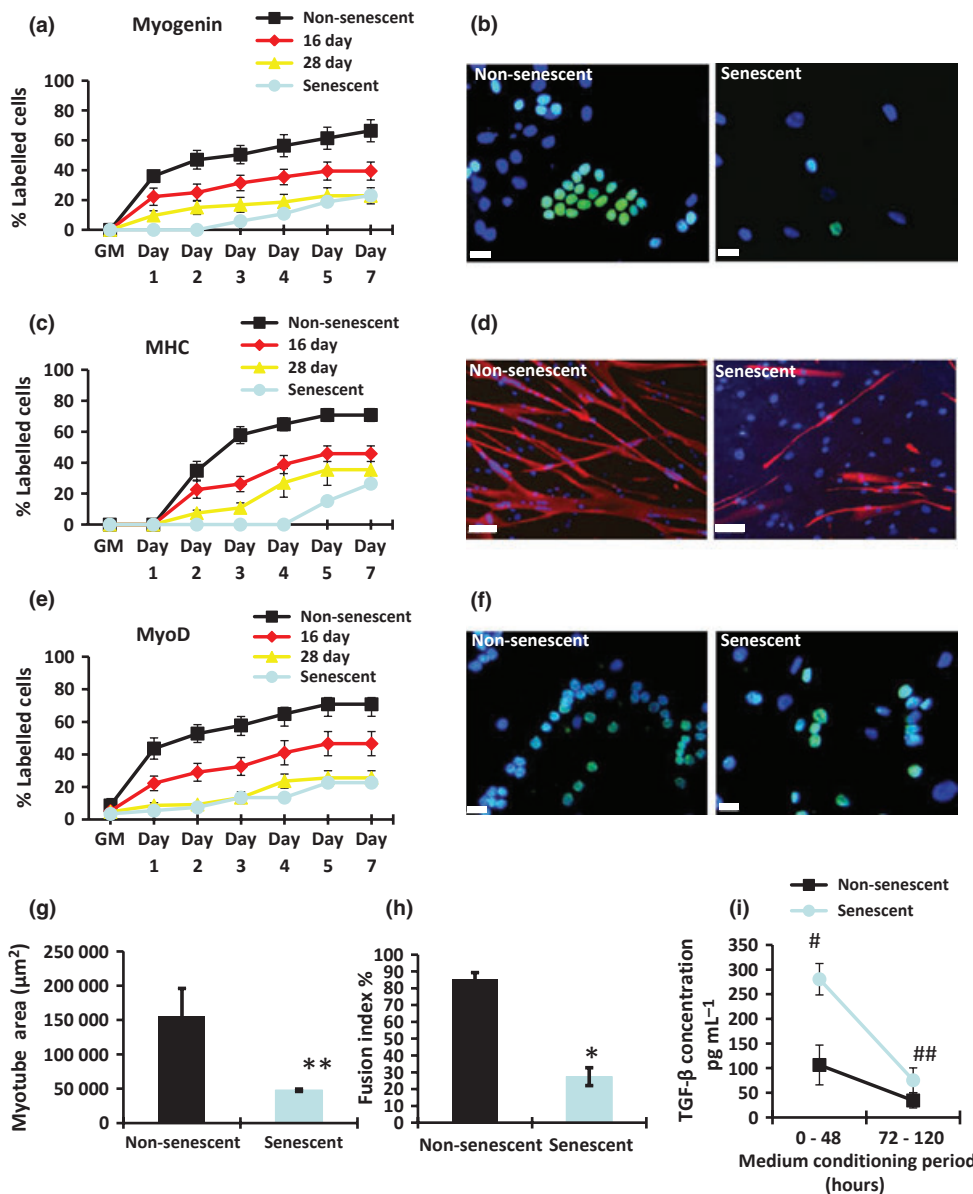 (a)
Myogenin
Non-senescent
16 day
28 day
Senescent
% Labelled cells
100
80
60
40
20
0
GM Day Day Day Day Day Day
1 2 3 4 5 7
(b)
Non-senescent
Senescent
(c)
MHC
Non-senescent
16 day
28 day
Senescent
% Labelled cells
100
80
60
40
20
0
GM Day Day Day Day Day Day
1 2 3 4 5 7
(d)
Non-senescent
Senescent
(e)
MyoD
Non-senescent
16 day
28 day
Senescent
% Labelled cells
100
80
60
40
20
0
GM Day Day Day Day Day Day
1 2 3 4 5 7
(f)
Non-senescent
Senescent
(g)
Myotube area (µm²)
250 000
200 000
150 000
100 000
50 000
0
**
Non-senescent Senescent
(h)
Fusion index %
100
90
80
70
60
50
40
30
20
10
0
*
Non-senescent Senescent
(i)
Non-senescent
Senescent
TGF-β concentration
pg mL⁻¹
350
300
250
200
150
100
50
0
#
##
0 - 48 72 - 120
Medium conditioning period
(hours)